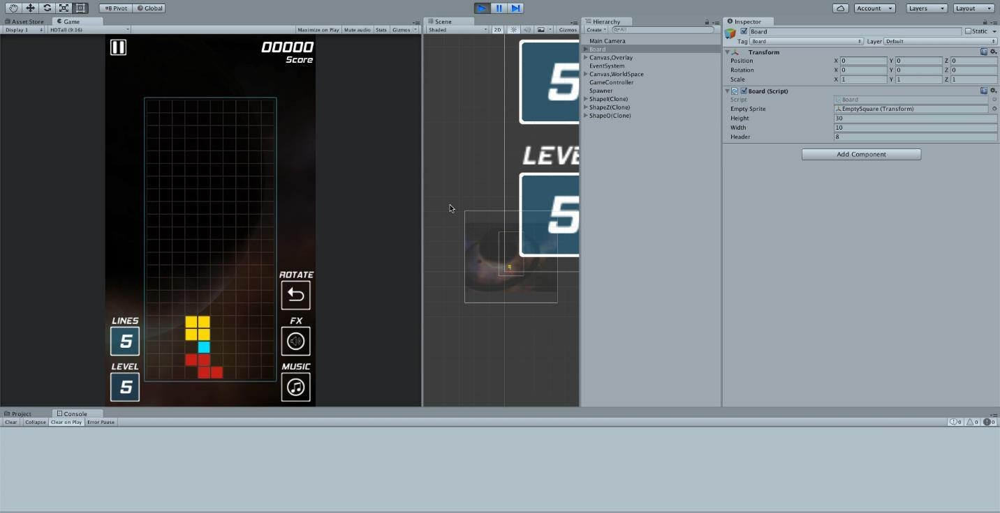 Pivot Global Account Layers Layout
Asset Store Game Scene Hierarchy Inspector
Display 1 HDTall (9:16) Maximize on Play Mute audio Stats Gizmos
Shaded 2D Gizmos
Create All
Main Camera
Board
Canvas,Overlay
EventSystem
Canvas,WorldSpace
GameController
Spawner
ShapeI(Clone)
ShapeZ(Clone)
ShapeO(Clone)
Board Static
Tag Board Layer Default
Transform
Position X 0 Y 0 Z 0
Rotation X 0 Y 0 Z 0
Scale X 1 Y 1 Z 1
Board (Script)
Script Board
Empty Sprite EmptySquare (Transform)
Height 30
Width 10
Header 8
Add Component
00000
Score
ROTATE
LINES
5
FX
LEVEL
5
MUSIC
5
LEVE
5
Project Console
Clear Collapse Clear on Play Error Pause 0 0 0